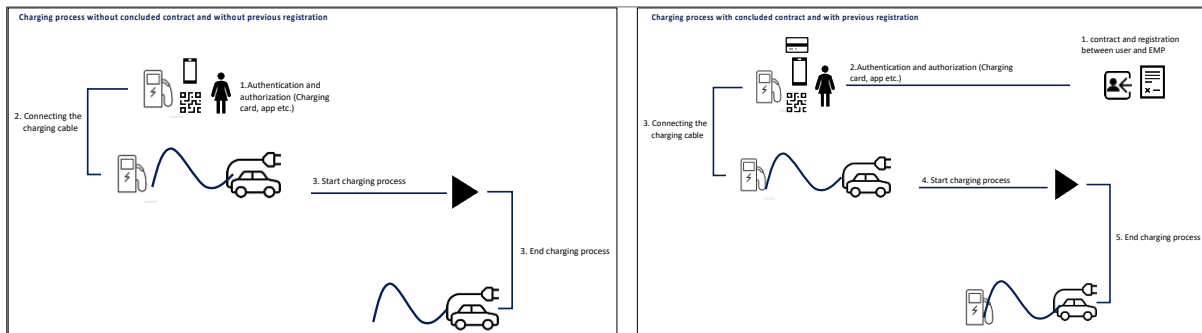 Charging process without concluded contract and without previous registration
1.Authentication and
authorization (Charging
card, app etc.)
2. Connecting the
charging cable
3. Start charging process
3. End charging process
Charging process with concluded contract and with previous registration
1. contract and registration
between user and EMP
2.Authentication and authorization (Charging
card, app etc.)
3. Connecting the
charging cable
4. Start charging process
5. End charging process